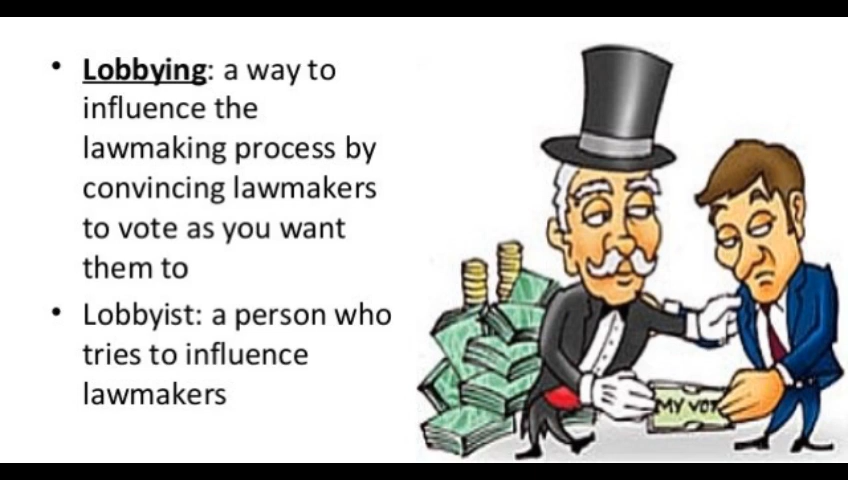 • Lobbying: a way to
influence the
lawmaking process by
convincing lawmakers
to vote as you want
them to
• Lobbyist: a person who
tries to influence
lawmakers
MY